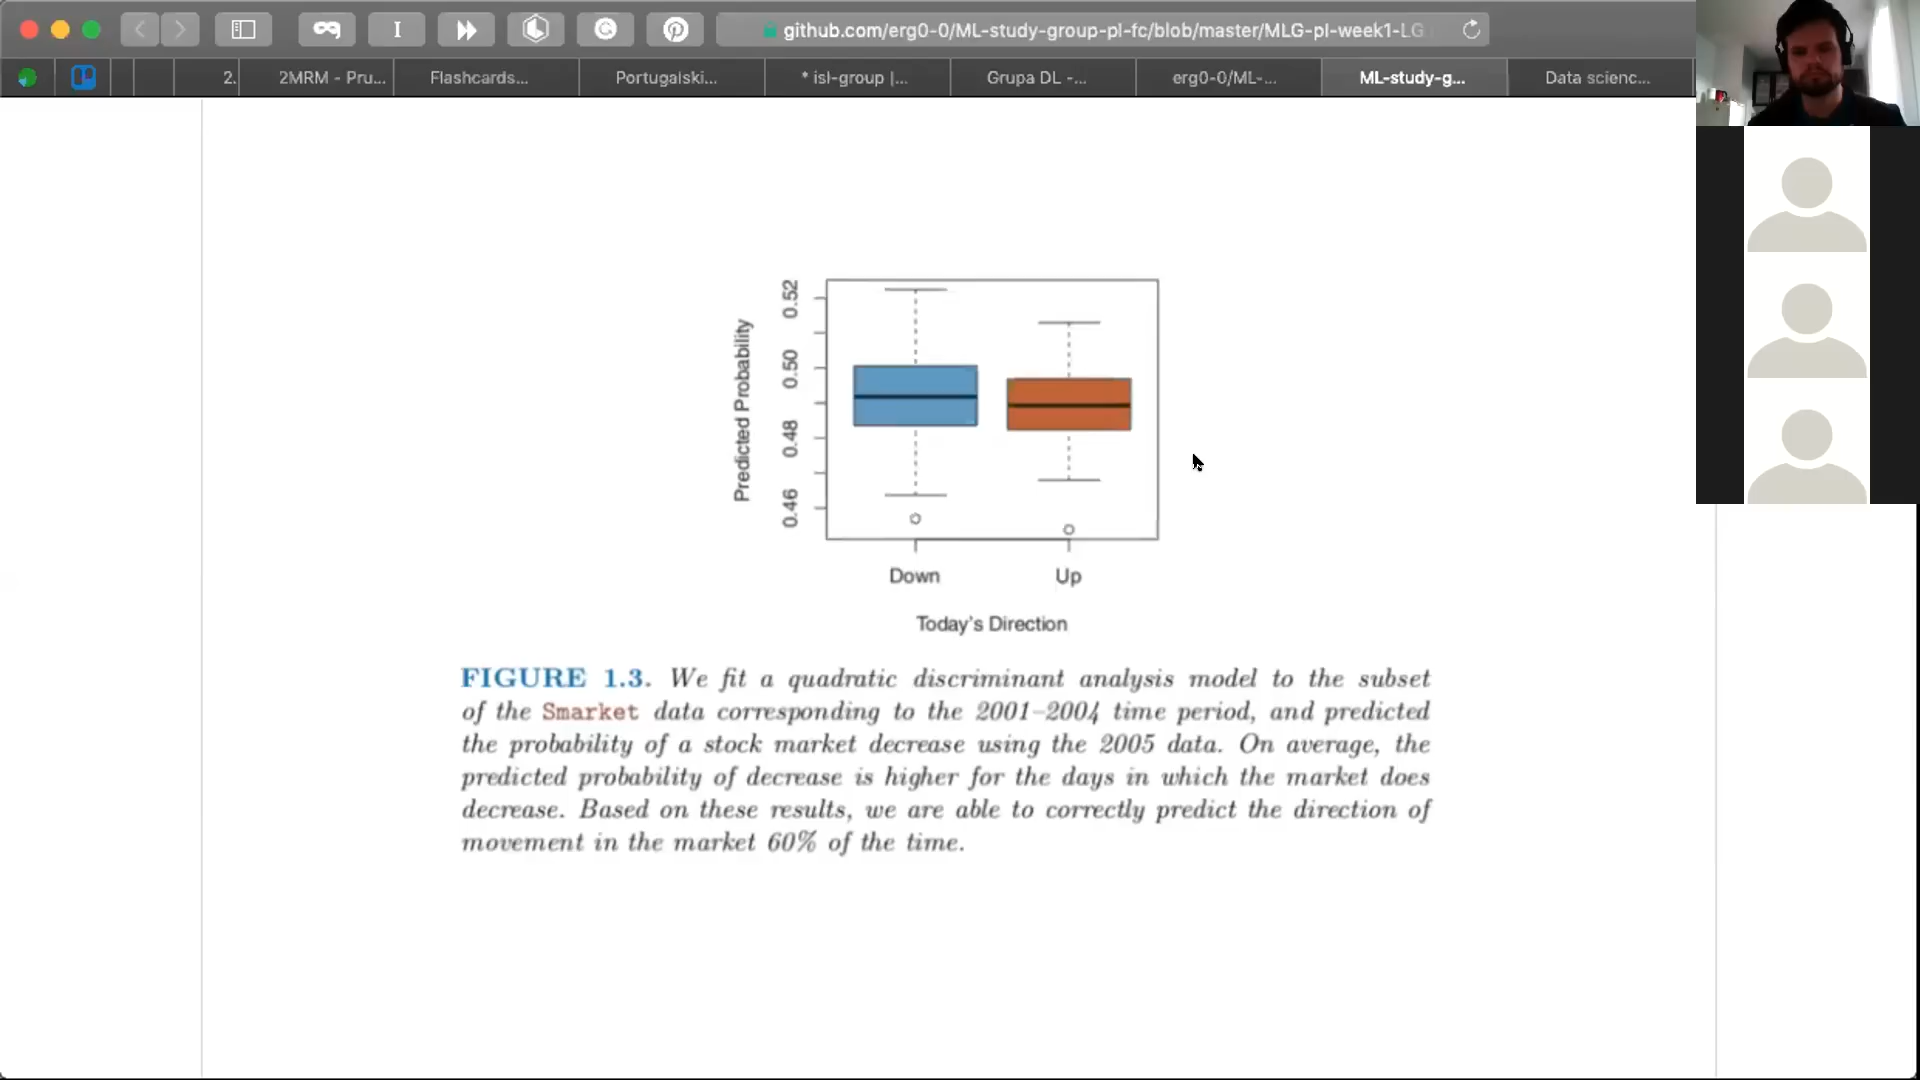 github.com/erg0-0/ML-study-group-pl-fc/blob/master/MLG-pl-week1-LG
2.
2MRM - Pru...
Flashcards...
Portugalski...
* isl-group |...
Grupa DL -...
erg0-0/ML-...
ML-study-g...
Data scienc...
Predicted Probability
0.52
0.50
0.48
0.46
Down
Up
Today's Direction
FIGURE 1.3. We fit a quadratic discriminant analysis model to the subset
of the Smarket data corresponding to the 2001–2004 time period, and predicted
the probability of a stock market decrease using the 2005 data. On average, the
predicted probability of decrease is higher for the days in which the market does
decrease. Based on these results, we are able to correctly predict the direction of
movement in the market 60% of the time.